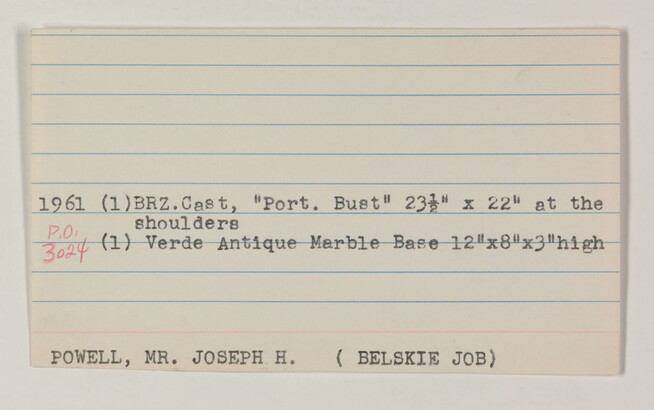 1961 (1)BRZ.Cast, "Port. Bust" 23½" x 22" at the
shoulders
P.O.
3024 (1) Verde Antique Marble Base 12"x8"x3"high
POWELL, MR. JOSEPH H. ( BELSKIE JOB)